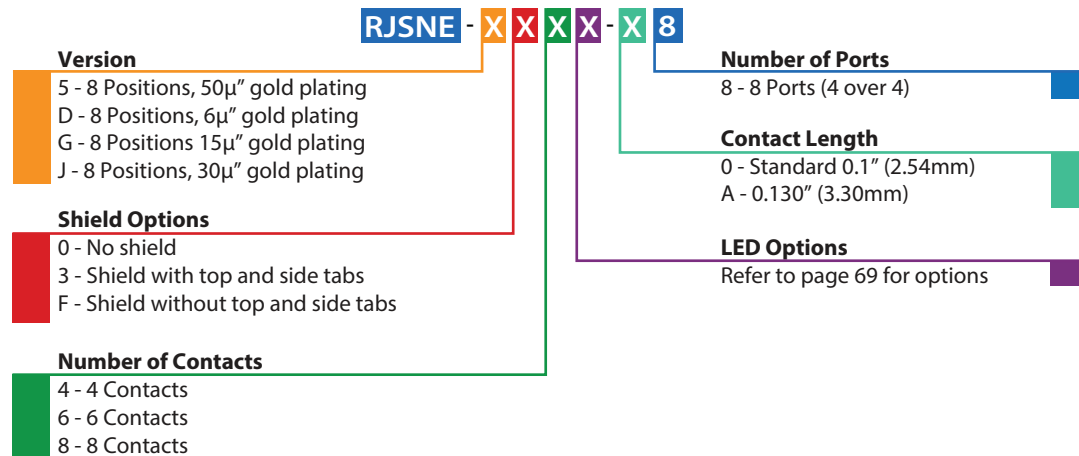 RJSNE - X X X X - X 8
Version
5 - 8 Positions, 50µ” gold plating
D - 8 Positions, 6µ” gold plating
G - 8 Positions 15µ” gold plating
J - 8 Positions, 30µ” gold plating
Shield Options
0 - No shield
3 - Shield with top and side tabs
F - Shield without top and side tabs
Number of Contacts
4 - 4 Contacts
6 - 6 Contacts
8 - 8 Contacts
Number of Ports
8 - 8 Ports (4 over 4)
Contact Length
0 - Standard 0.1” (2.54mm)
A - 0.130” (3.30mm)
LED Options
Refer to page 69 for options